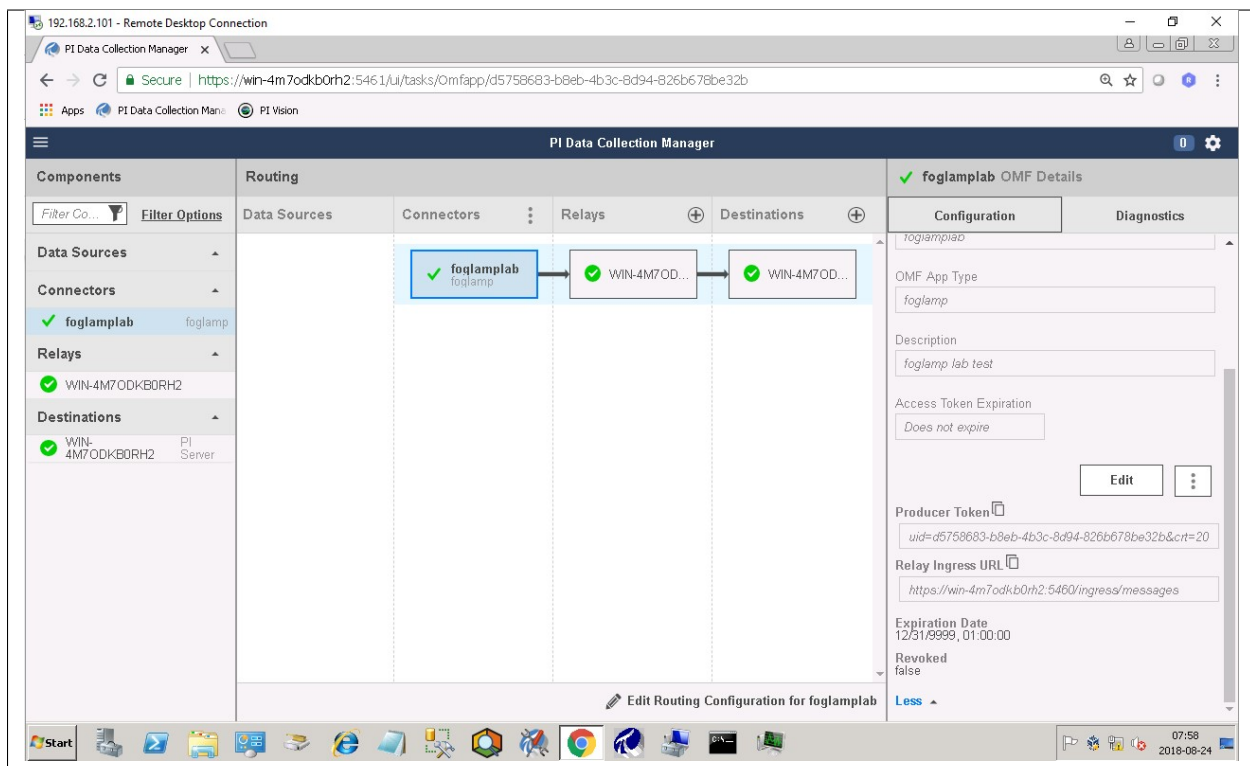 192.168.2.101 - Remote Desktop Connection
PI Data Collection Manager
Secure | https://win-4m7odkb0rh2:5461/ui/tasks/Omfapp/d5758683-b8eb-4b3c-8d94-826b678be32b
Apps PI Data Collection Mana PI Vision
PI Data Collection Manager
0
Components
Filter Co... Filter Options
Data Sources
Connectors
foglamplab foglamp
Relays
WIN-4M7ODKB0RH2
Destinations
WIN-4M7ODKB0RH2 PI Server
Routing
Data Sources Connectors Relays Destinations
foglamplab
foglamp
WIN-4M7OD...
WIN-4M7OD...
Edit Routing Configuration for foglamplab
foglamplab OMF Details
Configuration Diagnostics
foglamplab
OMF App Type
foglamp
Description
foglamp lab test
Access Token Expiration
Does not expire
Edit
Producer Token
uid=d5758683-b8eb-4b3c-8d94-826b678be32b&crt=20
Relay Ingress URL
https://win-4m7odkb0rh2:5460/ingress/messages
Expiration Date
12/31/9999, 01:00:00
Revoked
false
Less
Start
07:58
2018-08-24